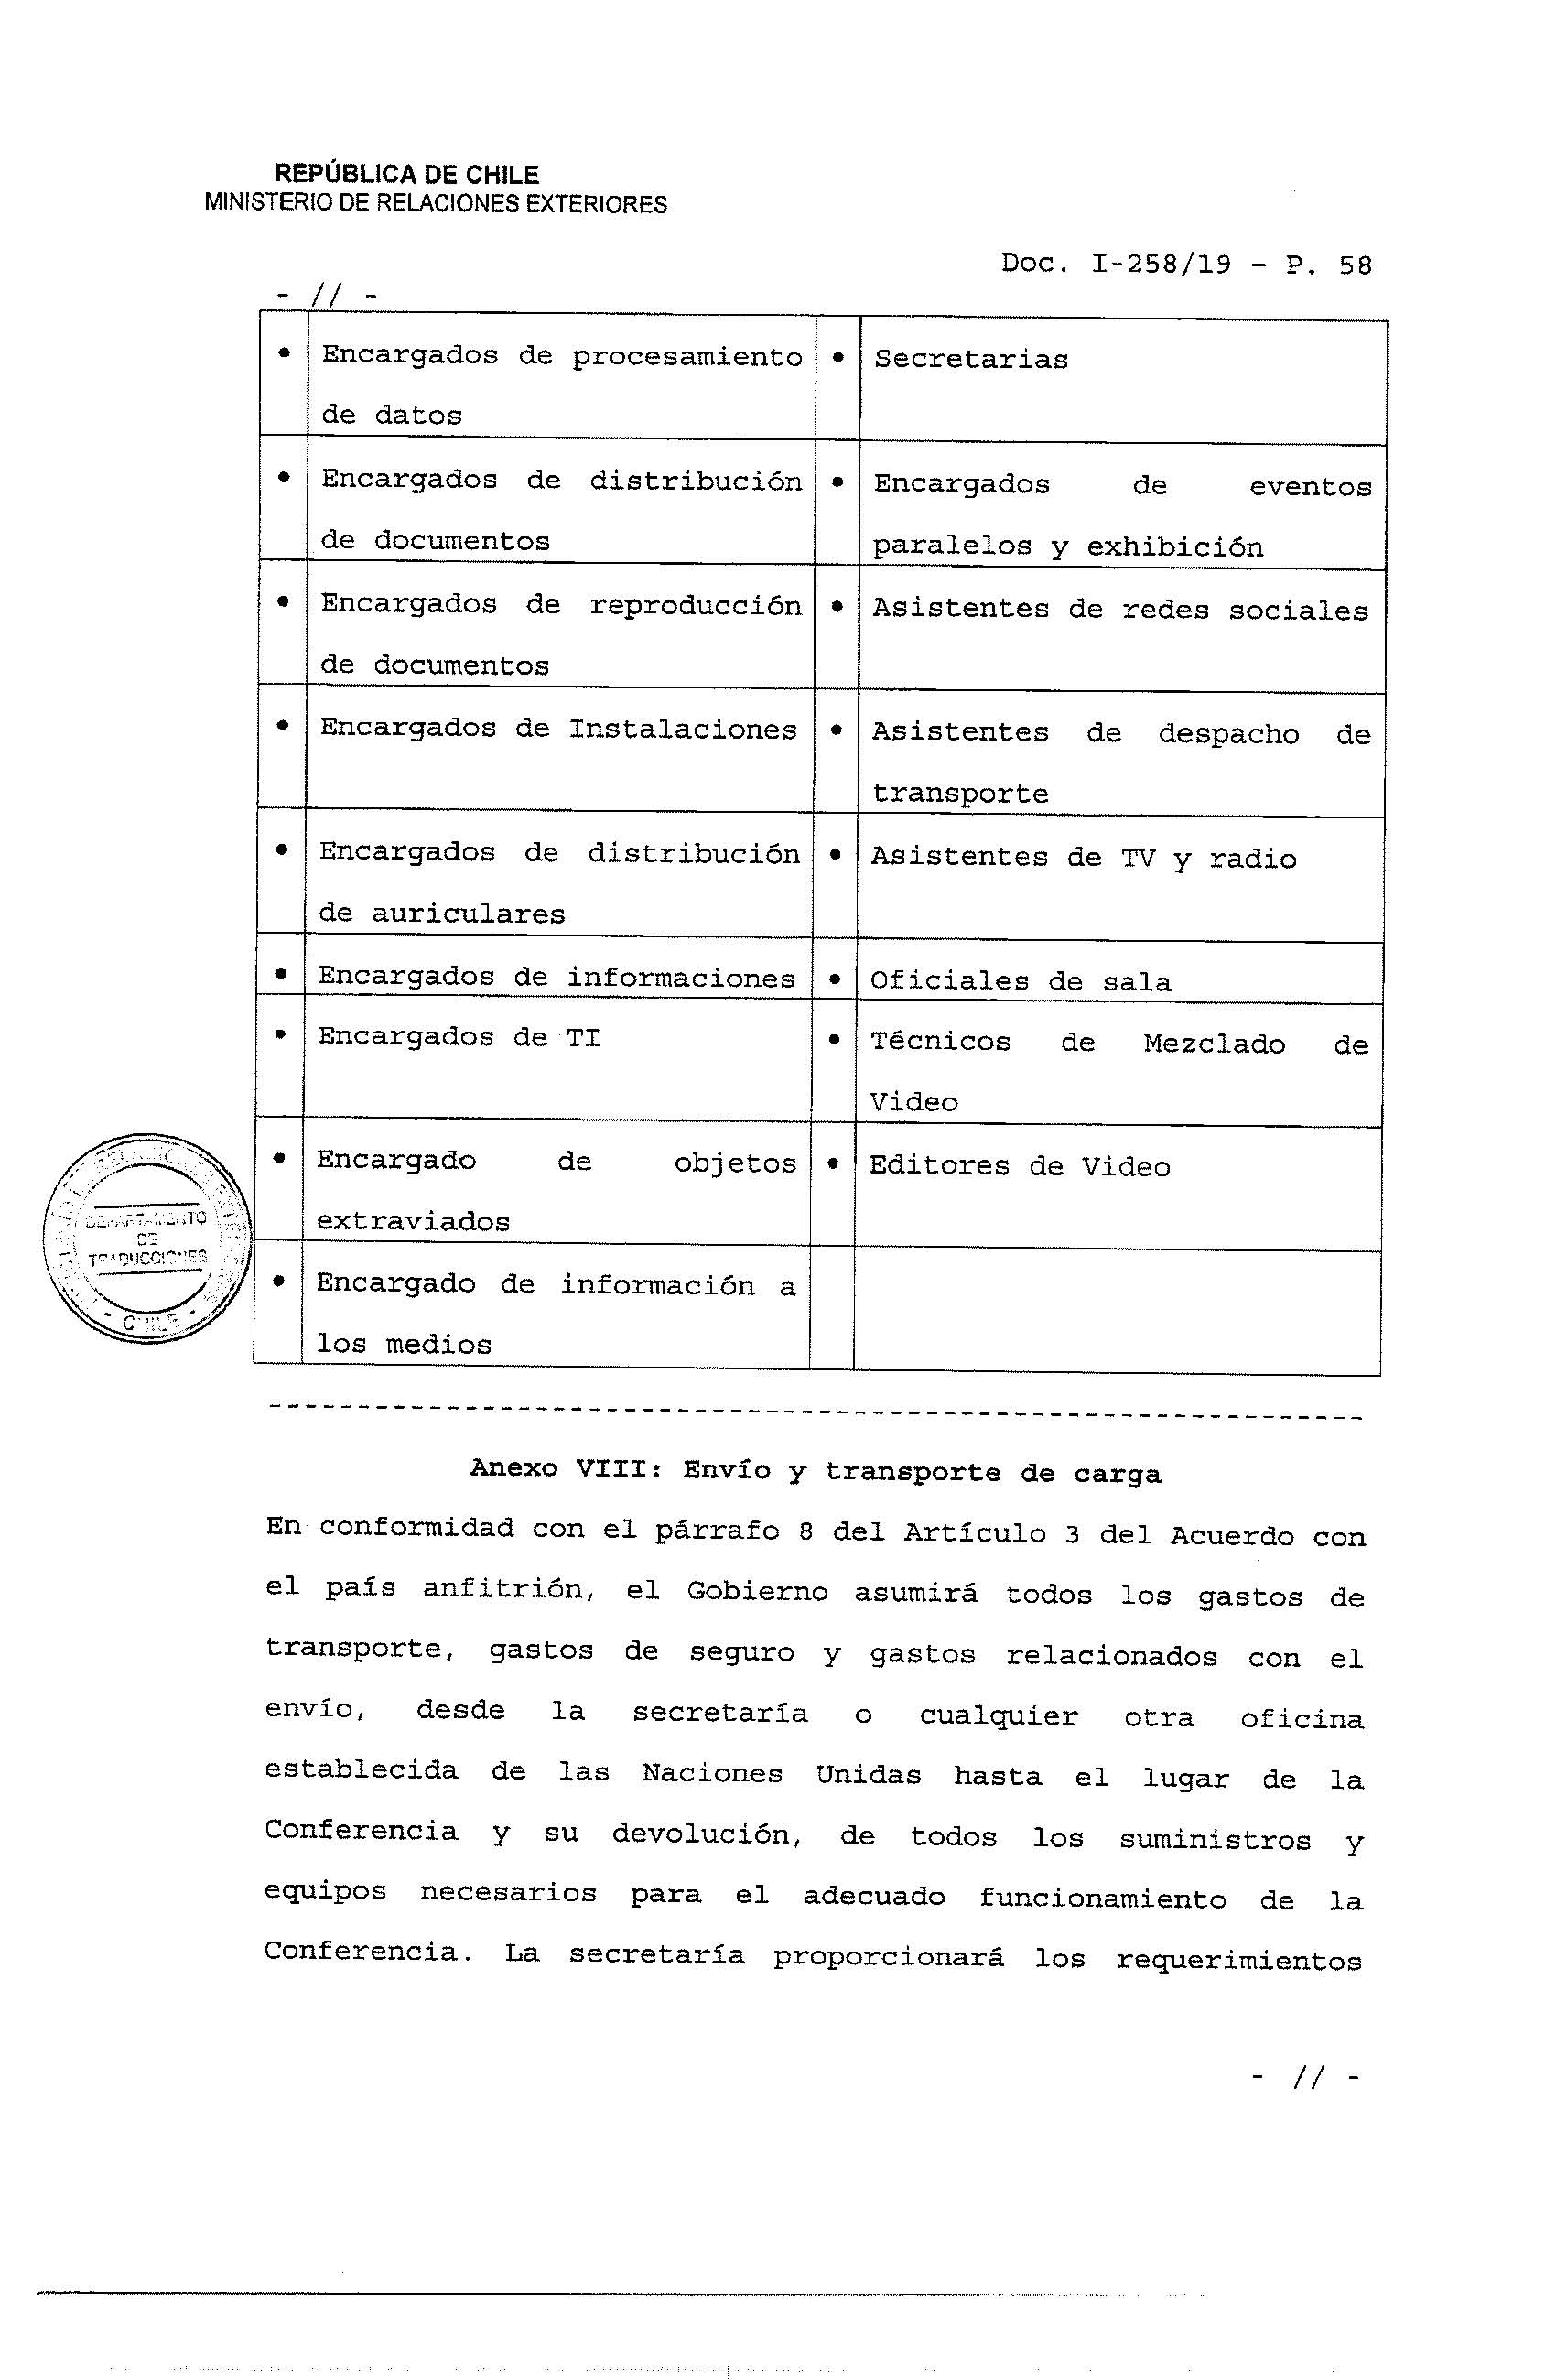 REPÚBLICA DE CHILE
MINISTERIO DE RELACIONES EXTERIORES
Doc. I-258/19 - P. 58
- // -
• Encargados de procesamiento • Secretarias
de datos
• Encargados de distribución • Encargados de eventos
de documentos paralelos y exhibición
• Encargados de reproducción • Asistentes de redes sociales
de documentos
• Encargados de Instalaciones • Asistentes de despacho de
transporte
• Encargados de distribución • Asistentes de TV y radio
de auriculares
• Encargados de informaciones • Oficiales de sala
• Encargados de TI • Técnicos de Mezclado de
Video
• Encargado de objetos • Editores de Video
extraviados
• Encargado de información a
los medios
DEPARTAMENTO
DE
TRADUCCIONES
CHILE
Anexo VIII: Envío y transporte de carga
En conformidad con el párrafo 8 del Artículo 3 del Acuerdo con
el país anfitrión, el Gobierno asumirá todos los gastos de
transporte, gastos de seguro y gastos relacionados con el
envío, desde la secretaría o cualquier otra oficina
establecida de las Naciones Unidas hasta el lugar de la
Conferencia y su devolución, de todos los suministros y
equipos necesarios para el adecuado funcionamiento de la
Conferencia. La secretaría proporcionará los requerimientos
- // -